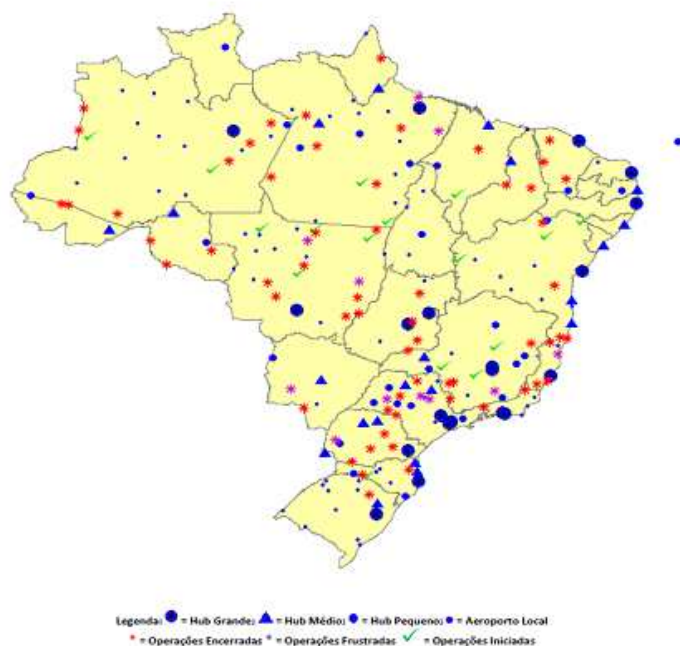 Legenda: = Hub Grande; = Hub Médio; = Hub Pequeno; = Aeroporto Local
= Operações Encerradas = Operações Frustradas = Operações Iniciadas